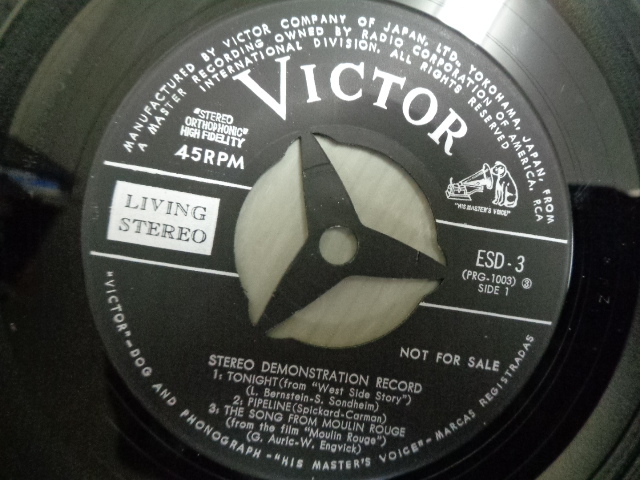 MANUFACTURED BY VICTOR COMPANY OF JAPAN, LTD. YOKOHAMA, JAPAN, FROM
A MASTER RECORDING OWNED BY RADIO CORPORATION OF AMERICA, RCA
INTERNATIONAL DIVISION, ALL RIGHTS RESERVED.
VICTOR
"STEREO
ORTHOPHONIC"
HIGH FIDELITY
45RPM
"HIS MASTER'S VOICE"
LIVING
STEREO
ESD-3
(PRG-1003) ③
SIDE 1
NOT FOR SALE
STEREO DEMONSTRATION RECORD
1: TONIGHT (from "West Side Story")
(L. Bernstein-S. Sondheim)
2: PIPELINE (Spickard-Carman)
3: THE SONG FROM MOULIN ROUGE
(from the film "Moulin Rouge")
(G. Auric-W. Engvick)
"VICTOR"-DOG AND PHONOGRAPH-"HIS MASTER'S VOICE"-MARCAS REGISTRADAS